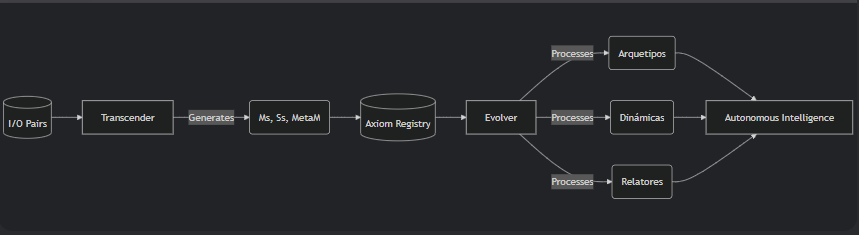 I/O Pairs
Transcender
Generates
Ms, Ss, MetaM
Axiom Registry
Evolver
Processes
Arquetipos
Processes
Dinámicas
Processes
Relatores
Autonomous Intelligence